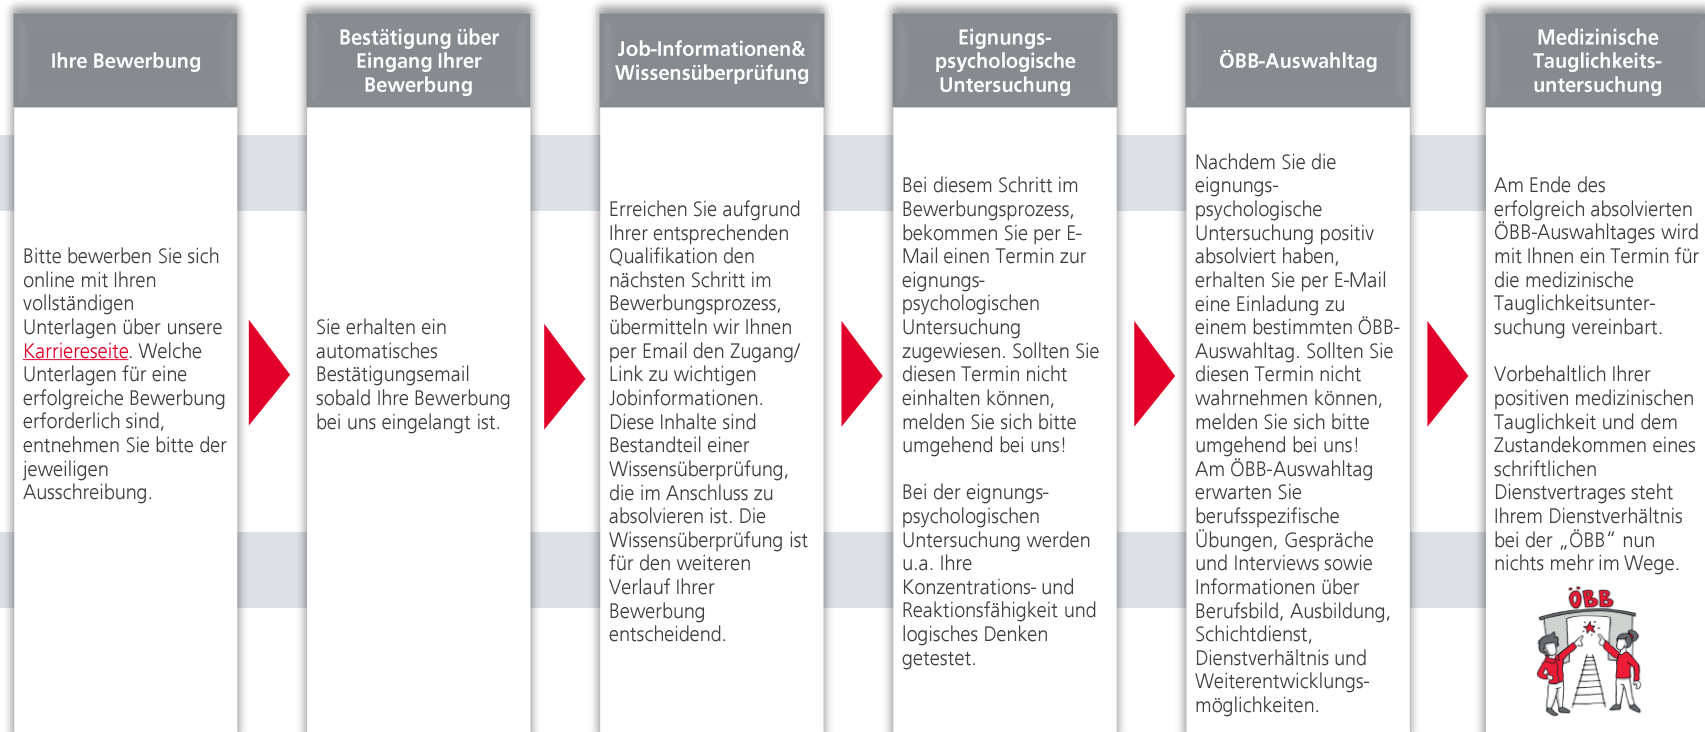 Ihre Bewerbung
Bitte bewerben Sie sich
online mit Ihren
vollständigen
Unterlagen über unsere
Karriereseite. Welche
Unterlagen für eine
erfolgreiche Bewerbung
erforderlich sind,
entnehmen Sie bitte der
jeweiligen
Ausschreibung.
Bestätigung über
Eingang Ihrer
Bewerbung
Sie erhalten ein
automatisches
Bestätigungsemail
sobald Ihre Bewerbung
bei uns eingelangt ist.
Job-Informationen&
Wissensüberprüfung
Erreichen Sie aufgrund
Ihrer entsprechenden
Qualifikation den
nächsten Schritt im
Bewerbungsprozess,
übermitteln wir Ihnen
per Email den Zugang/
Link zu wichtigen
Jobinformationen.
Diese Inhalte sind
Bestandteil einer
Wissensüberprüfung,
die im Anschluss zu
absolvieren ist. Die
Wissensüberprüfung ist
für den weiteren
Verlauf Ihrer
Bewerbung
entscheidend.
Eignungs-
psychologische
Untersuchung
Bei diesem Schritt im
Bewerbungsprozess,
bekommen Sie per E-
Mail einen Termin zur
eignungs-
psychologischen
Untersuchung
zugewiesen. Sollten Sie
diesen Termin nicht
einhalten können,
melden Sie sich bitte
umgehend bei uns!
Bei der eignungs-
psychologischen
Untersuchung werden
u.a. Ihre
Konzentrations- und
Reaktionsfähigkeit und
logisches Denken
getestet.
ÖBB-Auswahltag
Nachdem Sie die
eignungs-
psychologische
Untersuchung positiv
absolviert haben,
erhalten Sie per E-Mail
eine Einladung zu
einem bestimmten ÖBB-
Auswahltag. Sollten Sie
diesen Termin nicht
wahrnehmen können,
melden Sie sich bitte
umgehend bei uns!
Am ÖBB-Auswahltag
erwarten Sie
berufsspezifische
Übungen, Gespräche
und Interviews sowie
Informationen über
Berufsbild, Ausbildung,
Schichtdienst,
Dienstverhältnis und
Weiterentwicklungs-
möglichkeiten.
Medizinische
Tauglichkeits-
untersuchung
Am Ende des
erfolgreich absolvierten
ÖBB-Auswahltages wird
mit Ihnen ein Termin für
die medizinische
Tauglichkeitsunter-
suchung vereinbart.
Vorbehaltlich Ihrer
positiven medizinischen
Tauglichkeit und dem
Zustandekommen eines
schriftlichen
Dienstvertrages steht
Ihrem Dienstverhältnis
bei der „ÖBB“ nun
nichts mehr im Wege.
ÖBB